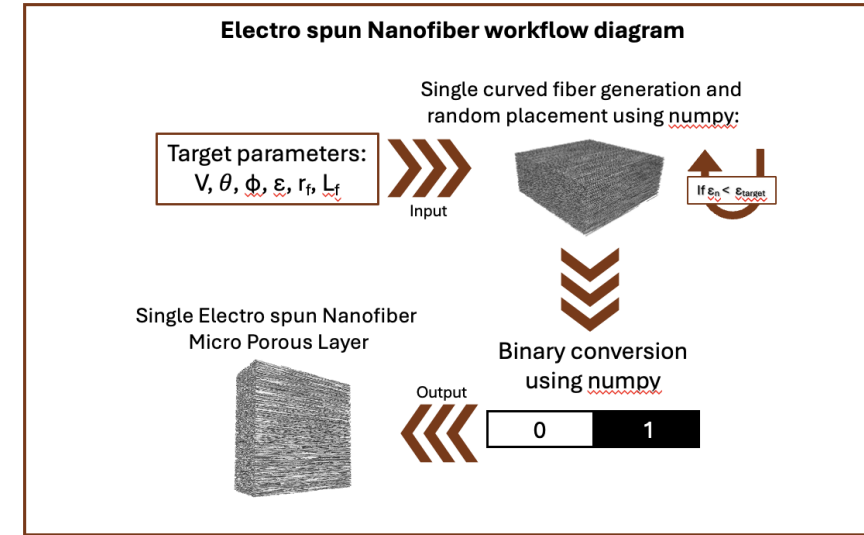 Electro spun Nanofiber workflow diagram
Single curved fiber generation and
random placement using numpy:
Target parameters:
V, θ, ϕ, ε, rf, Lf
Input
If εn < εtarget
Single Electro spun Nanofiber
Micro Porous Layer
Binary conversion
using numpy
Output
0 1